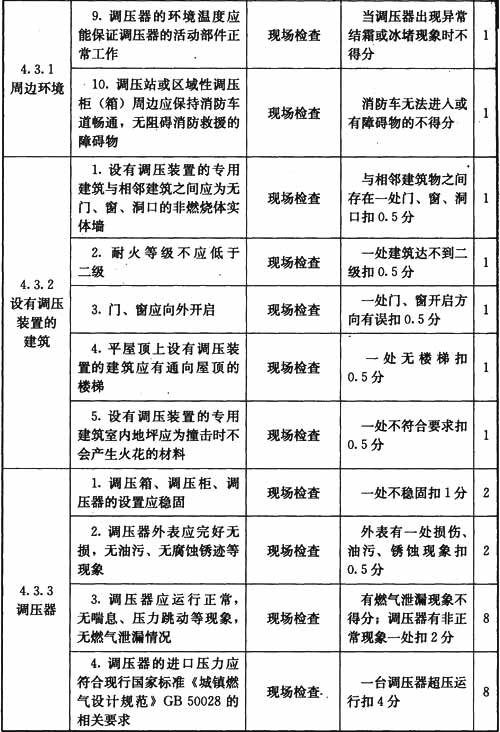 4.3.1
周边环境
9. 调压器的环境温度应
能保证调压器的活动部件正
常工作
现场检查
当调压器出现异常
结霜或冰堵现象时不
得分
1
10. 调压站或区域性调压
柜（箱）周边应保持消防车
道畅通，无阻碍消防救援的
障碍物
现场检查
消防车无法进入或
有障碍物的不得分
1
4.3.2
设有调压
装置的
建筑
1. 设有调压装置的专用
建筑与相邻建筑之间应为无
门、窗、洞口的非燃烧体实
体墙
现场检查
与相邻建筑物之间
存在一处门、窗、洞
口扣0.5分
1
2. 耐火等级不应低于
二级
现场检查
一处建筑达不到二
级扣0.5分
1
3. 门、窗应向外开启
现场检查
一处门、窗开启方
向有误扣0.5分
1
4. 平屋顶上设有调压装
置的建筑应有通向屋顶的
楼梯
现场检查
一处无楼梯扣
0.5分
1
5. 设有调压装置的专用
建筑室内地坪应为撞击时不
会产生火花的材料
现场检查
一处不符合要求扣
0.5分
1
4.3.3
调压器
1. 调压箱、调压柜、调
压器的设置应稳固
现场检查
一处不稳固扣1分
2
2. 调压器外表应完好无
损，无油污、无腐蚀锈迹等
现象
现场检查
外表有一处损伤、
油污、锈蚀现象扣
0.5分
2
3. 调压器应运行正常，
无喘息、压力跳动等现象，
无燃气泄漏情况
现场检查
有燃气泄漏现象不
得分；调压器有非正
常现象一处扣2分
8
4. 调压器的进口压力应
符合现行国家标准《城镇燃
气设计规范》GB 50028的
相关要求
现场检查
一台调压器超压运
行扣4分
8